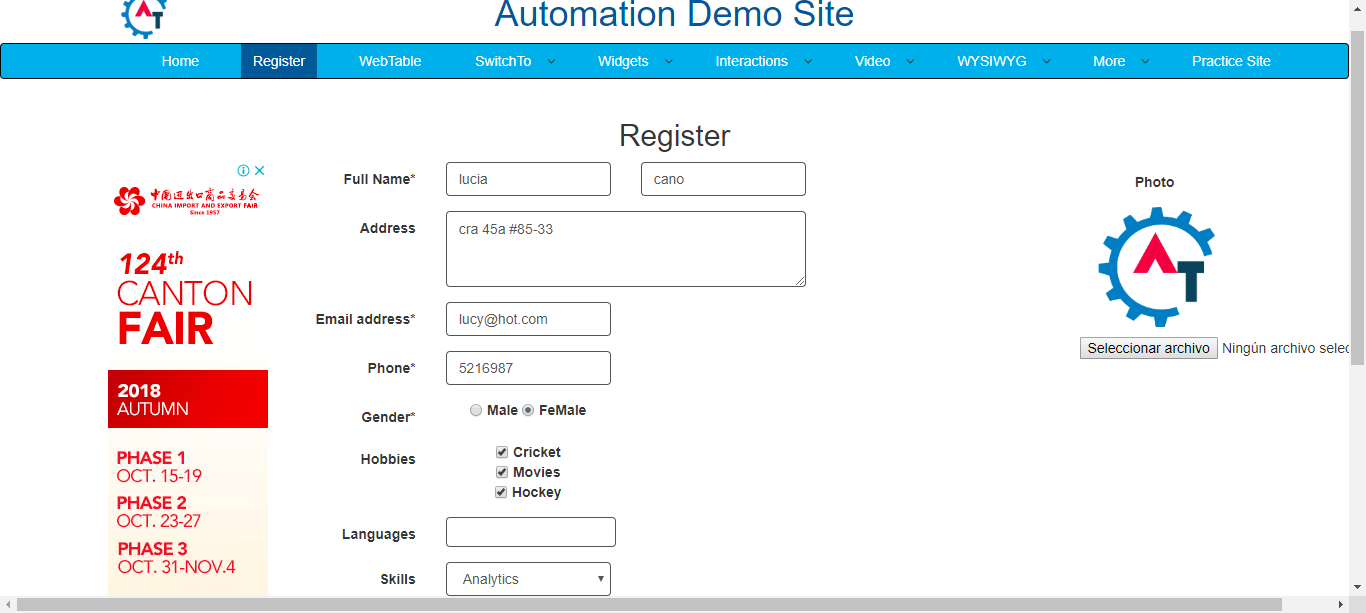 Automation Demo Site
Home Register WebTable SwitchTo Widgets Interactions Video WYSIWYG More Practice Site
Register
中国进出口商品交易会
CHINA IMPORT AND EXPORT FAIR
Since 1957
124th
CANTON
FAIR
2018
AUTUMN
PHASE 1
OCT. 15-19
PHASE 2
OCT. 23-27
PHASE 3
OCT. 31-NOV.4
Full Name* lucia cano
Address cra 45a #85-33
Email address* lucy@hot.com
Phone* 5216987
Gender* Male FeMale
Hobbies Cricket
Movies
Hockey
Languages
Skills Analytics
Photo
AT
Seleccionar archivo Ningún archivo selec